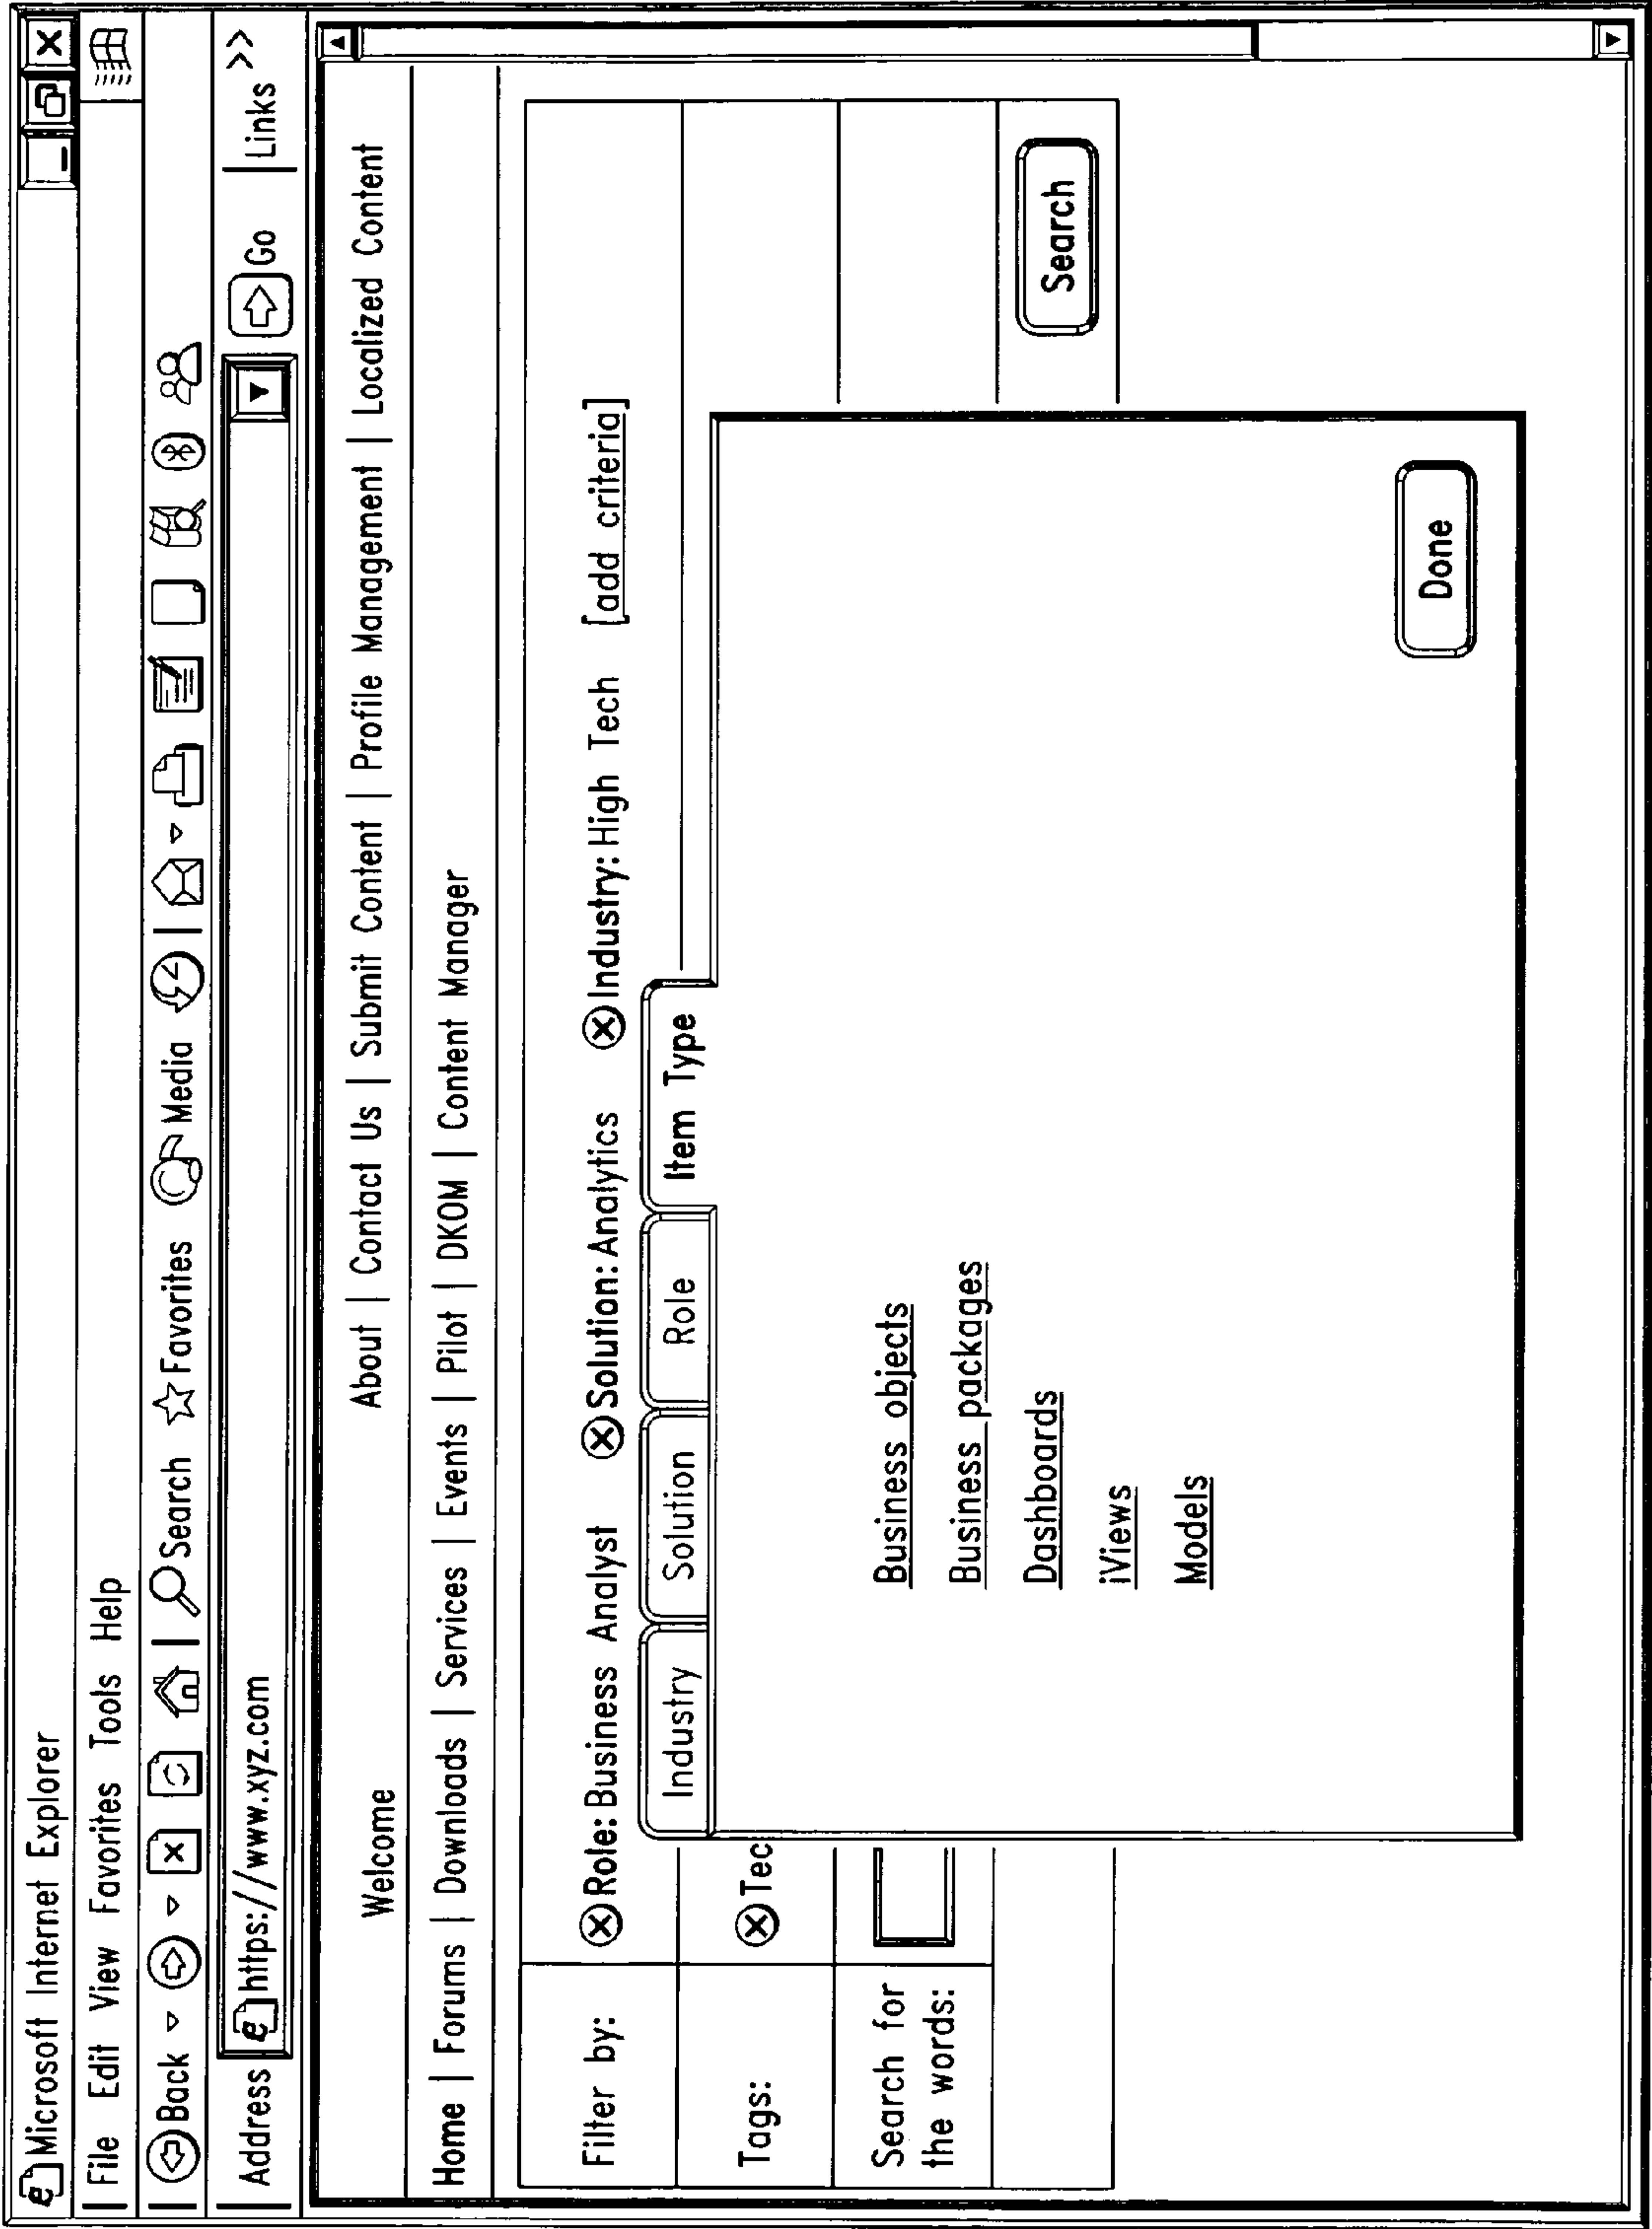 Microsoft Internet Explorer
File Edit View Favorites Tools Help
Back Search Favorites Media
Address https://www.xyz.com Go Links >>
Welcome About | Contact Us | Submit Content | Profile Management | Localized Content
Home | Forums | Downloads | Services | Events | Pilot | DKOM | Content Manager
Filter by: Role: Business Analyst Solution: Analytics Industry: High Tech [add criteria]
Industry Solution Role Item Type
Tags: Tec
Search for
the words:
Business objects
Business packages
Dashboards
iViews
Models
Search
Done